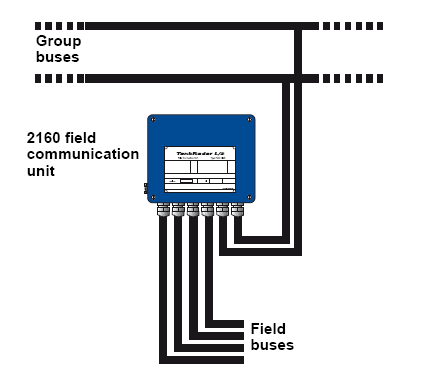 Group
buses
2160 field
communication
unit
TankRadar L/2
Field
buses